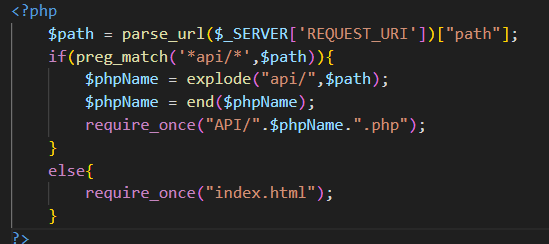 <?php
    $path = parse_url($_SERVER['REQUEST_URI'])["path"];
    if(preg_match('*api/*',$path)){
        $phpName = explode("api/",$path);
        $phpName = end($phpName);
        require_once("API/".$phpName.".php");
    }
    else{
        require_once("index.html");
    }
?>